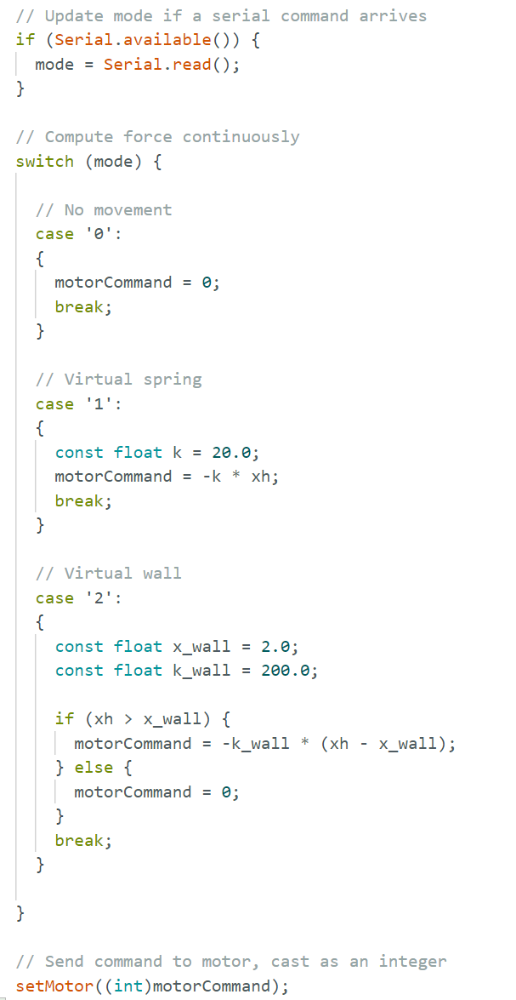 // Update mode if a serial command arrives
if (Serial.available()) {
  mode = Serial.read();
}

// Compute force continuously
switch (mode) {

  // No movement
  case '0':
  {
    motorCommand = 0;
    break;
  }

  // Virtual spring
  case '1':
  {
    const float k = 20.0;
    motorCommand = -k * xh;
    break;
  }

  // Virtual wall
  case '2':
  {
    const float x_wall = 2.0;
    const float k_wall = 200.0;

    if (xh > x_wall) {
      motorCommand = -k_wall * (xh - x_wall);
    } else {
      motorCommand = 0;
    }
    break;
  }

}

// Send command to motor, cast as an integer
setMotor((int)motorCommand);